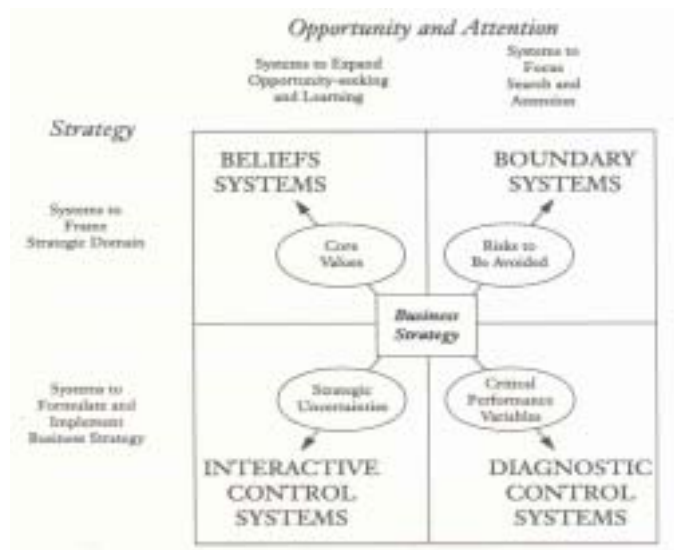 Opportunity and Attention
Systems to Expand
Opportunity-seeking
and Learning
Systems to
Focus
Search and
Attention
Strategy
BELIEFS
SYSTEMS
BOUNDARY
SYSTEMS
Systems to
Frame
Strategic Domain
Core
Values
Risks to
Be Avoided
Business
Strategy
Systems to
Formulate and
Implement
Business Strategy
Strategic
Uncertainties
Critical
Performance
Variables
INTERACTIVE
CONTROL
SYSTEMS
DIAGNOSTIC
CONTROL
SYSTEMS